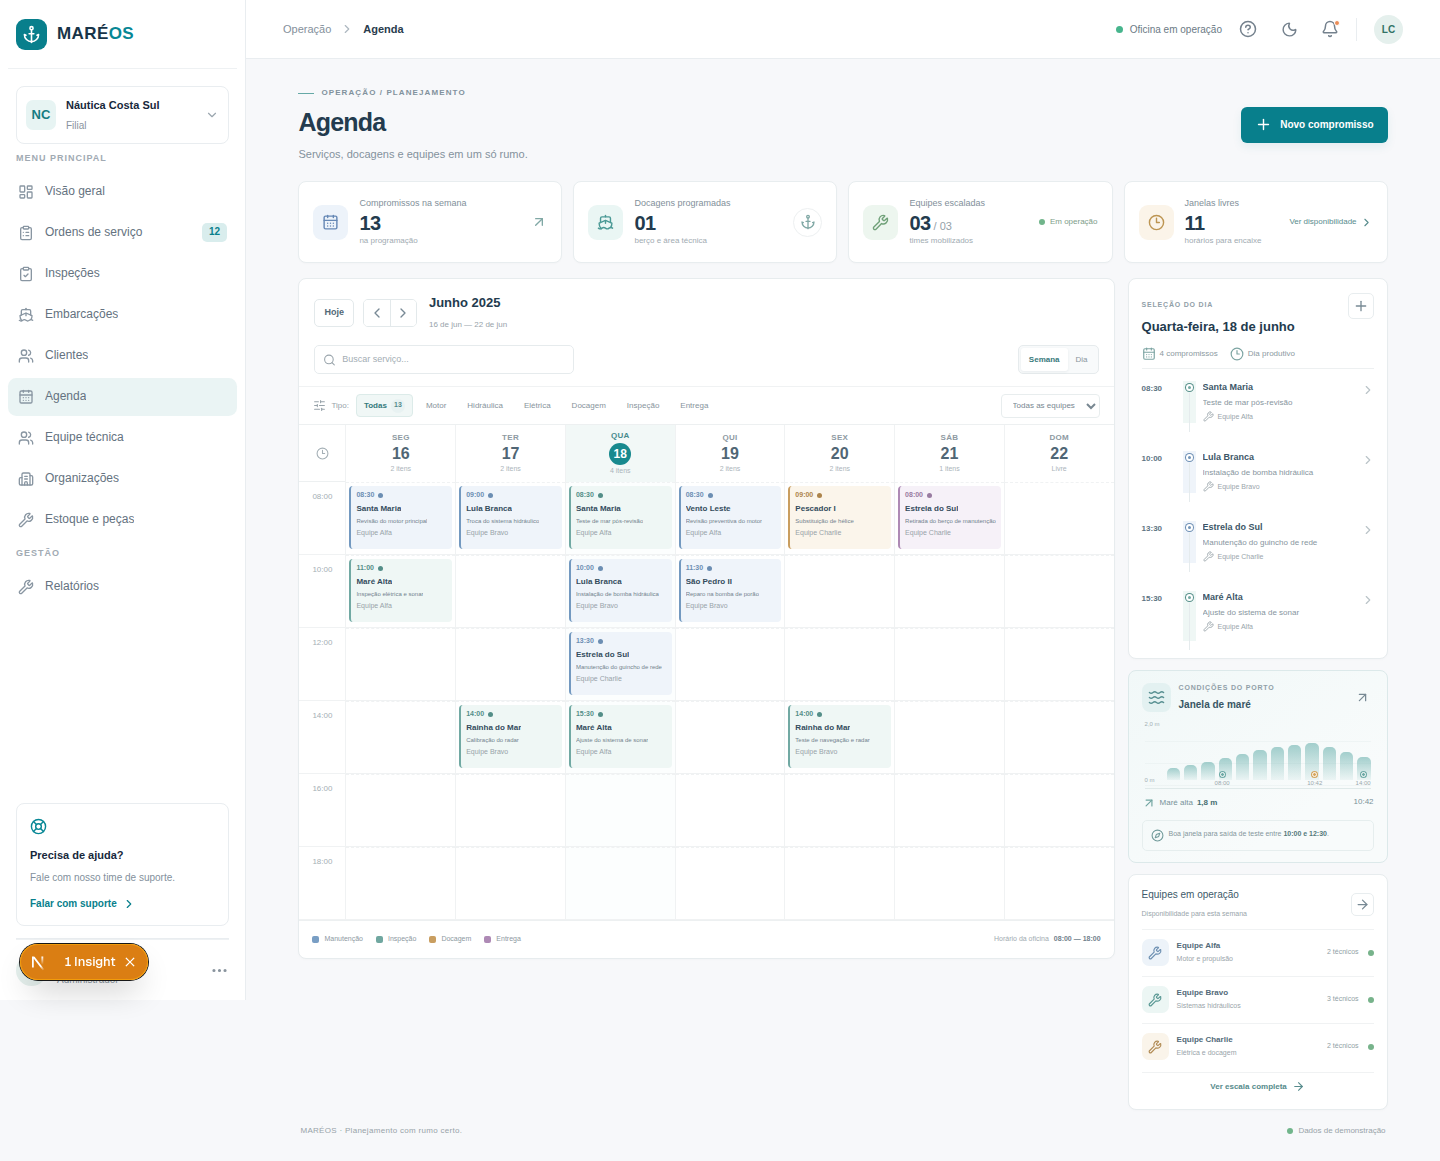 MARÉOS
Operação
Agenda
Oficina em operação
LC
NC
Náutica Costa Sul
Filial
MENU PRINCIPAL
Visão geral
Ordens de serviço
12
Inspeções
Embarcações
Clientes
Agenda
Equipe técnica
Organizações
Estoque e peças
GESTÃO
Relatórios
Precisa de ajuda?
Fale com nosso time de suporte.
Falar com suporte
1 Insight
OPERAÇÃO / PLANEJAMENTO
Agenda
Serviços, docagens e equipes em um só rumo.
Novo compromisso
Compromissos na semana
13
na programação
Docagens programadas
01
berço e área técnica
Equipes escaladas
03 / 03
times mobilizados
Em operação
Janelas livres
11
horários para encaixe
Ver disponibilidade
Hoje
Junho 2025
16 de jun — 22 de jun
Buscar serviço...
Semana
Dia
Tipo:
Todas 13
Motor
Hidráulica
Elétrica
Docagem
Inspeção
Entrega
Todas as equipes
SEG
16
2 itens
TER
17
2 itens
QUA
18
4 itens
QUI
19
2 itens
SEX
20
2 itens
SÁB
21
1 itens
DOM
22
Livre
08:00
08:30
Santa Maria
Revisão do motor principal
Equipe Alfa
09:00
Lula Branca
Troca do sistema hidráulico
Equipe Bravo
08:30
Santa Maria
Teste de mar pós-revisão
Equipe Alfa
08:30
Vento Leste
Revisão preventiva do motor
Equipe Alfa
09:00
Pescador I
Substituição de hélice
Equipe Charlie
08:00
Estrela do Sul
Retirada do berço de manutenção
Equipe Charlie
10:00
11:00
Maré Alta
Inspeção elétrica e sonar
Equipe Alfa
10:00
Lula Branca
Instalação de bomba hidráulica
Equipe Bravo
11:30
São Pedro II
Reparo na bomba de porão
Equipe Bravo
12:00
13:30
Estrela do Sul
Manutenção do guincho de rede
Equipe Charlie
14:00
14:00
Rainha do Mar
Calibração do radar
Equipe Bravo
15:30
Maré Alta
Ajuste do sistema de sonar
Equipe Alfa
14:00
Rainha do Mar
Teste de navegação e radar
Equipe Bravo
16:00
18:00
Manutenção
Inspeção
Docagem
Entrega
Horário da oficina 08:00 — 18:00
SELEÇÃO DO DIA
Quarta-feira, 18 de junho
4 compromissos
Dia produtivo
08:30
Santa Maria
Teste de mar pós-revisão
Equipe Alfa
10:00
Lula Branca
Instalação de bomba hidráulica
Equipe Bravo
13:30
Estrela do Sul
Manutenção do guincho de rede
Equipe Charlie
15:30
Maré Alta
Ajuste do sistema de sonar
Equipe Alfa
CONDIÇÕES DO PORTO
Janela de maré
2,0 m
0 m
08:00
10:42
14:00
Maré alta 1,8 m
10:42
Boa janela para saída de teste entre 10:00 e 12:30
Equipes em operação
Disponibilidade para esta semana
Equipe Alfa
Motor e propulsão
2 técnicos
Equipe Bravo
Sistemas hidráulicos
3 técnicos
Equipe Charlie
Elétrica e docagem
2 técnicos
Ver escala completa
MARÉOS · Planejamento com rumo certo.
Dados de demonstração